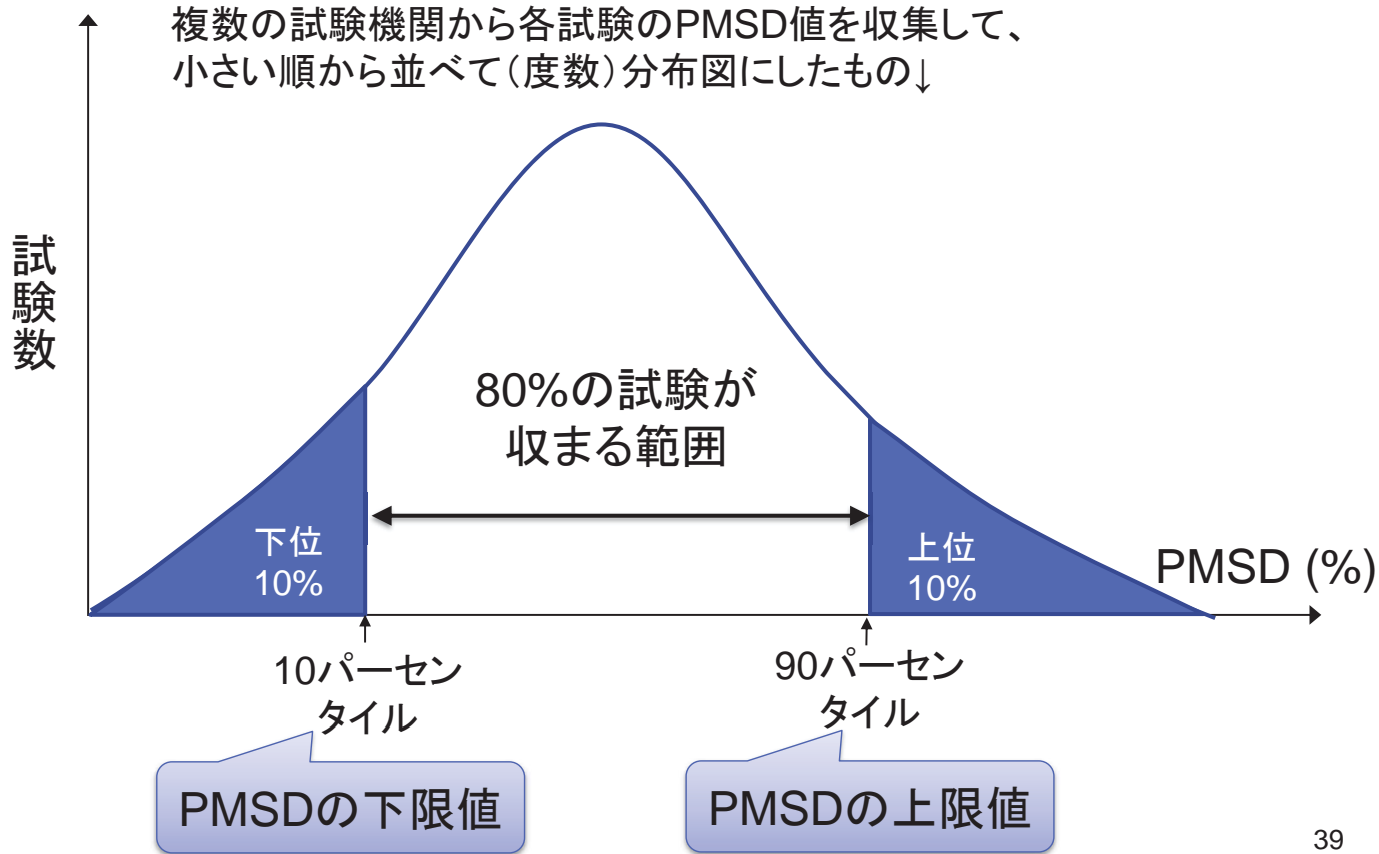 複数の試験機関から各試験のPMSD値を収集して、
小さい順から並べて(度数)分布図にしたもの↓
試験数
80%の試験が
収まる範囲
下位
10%
上位
10%
PMSD (%)
10パーセン
タイル
90パーセン
タイル
PMSDの下限値
PMSDの上限値
39